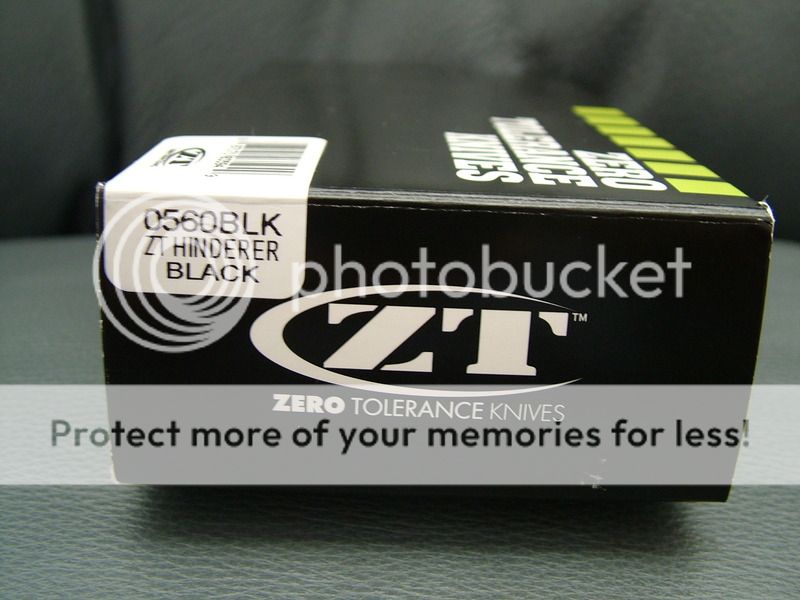 ZT
0560BLK
ZT HINDERER
BLACK
ZERO
TOLERANCE
KNIVES
ZT™
ZERO TOLERANCE KNIVES
photobucket
Protect more of your memories for less!